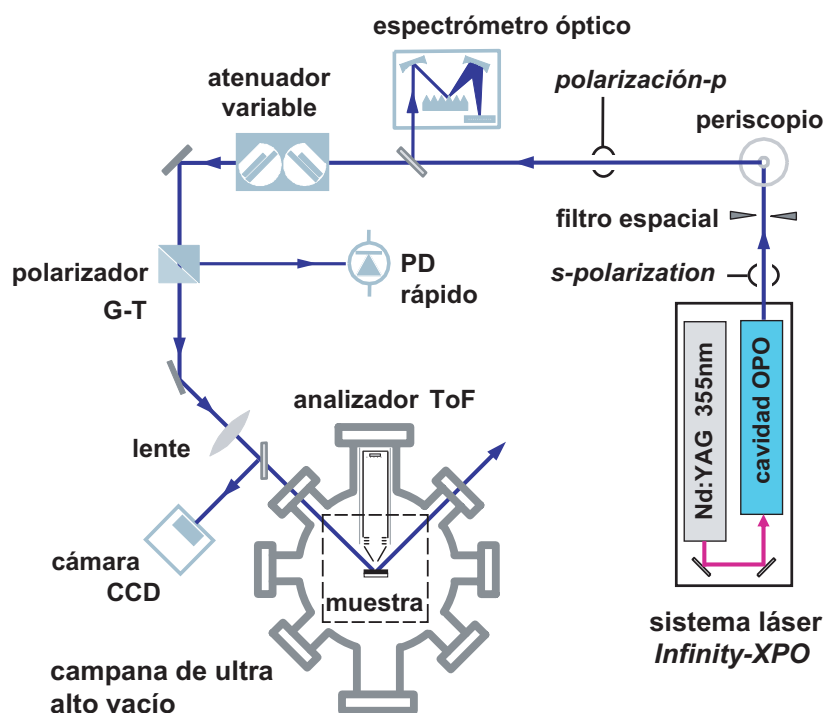 espectrómetro óptico
atenuador
variable
polarización-p
periscopio
filtro espacial
s-polarization
polarizador
G-T
PD
rápido
analizador ToF
lente
Nd:YAG 355nm
cavidad OPO
cámara
CCD
muestra
sistema láser
Infinity-XPO
campana de ultra
alto vacío